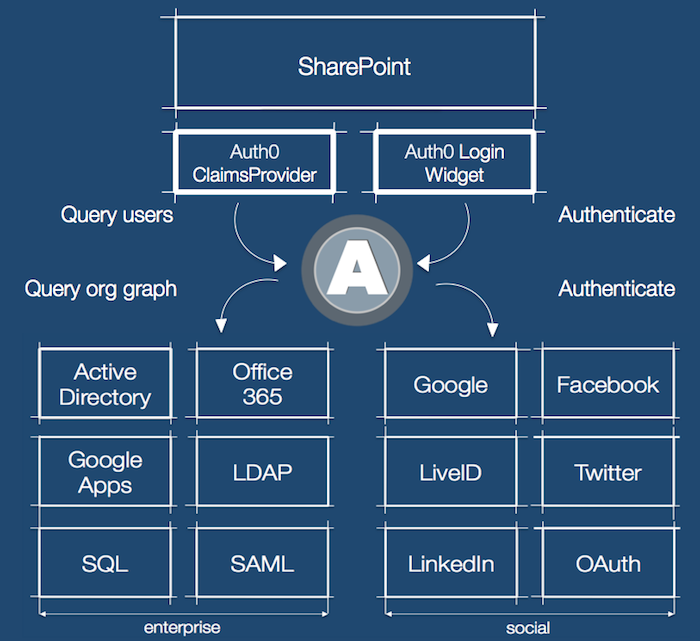 SharePoint
Auth0
ClaimsProvider
Auth0 Login
Widget
Query users
Authenticate
A
Query org graph
Authenticate
Active
Directory
Office
365
Google
Facebook
Google
Apps
LDAP
LiveID
Twitter
SQL
SAML
LinkedIn
OAuth
enterprise
social